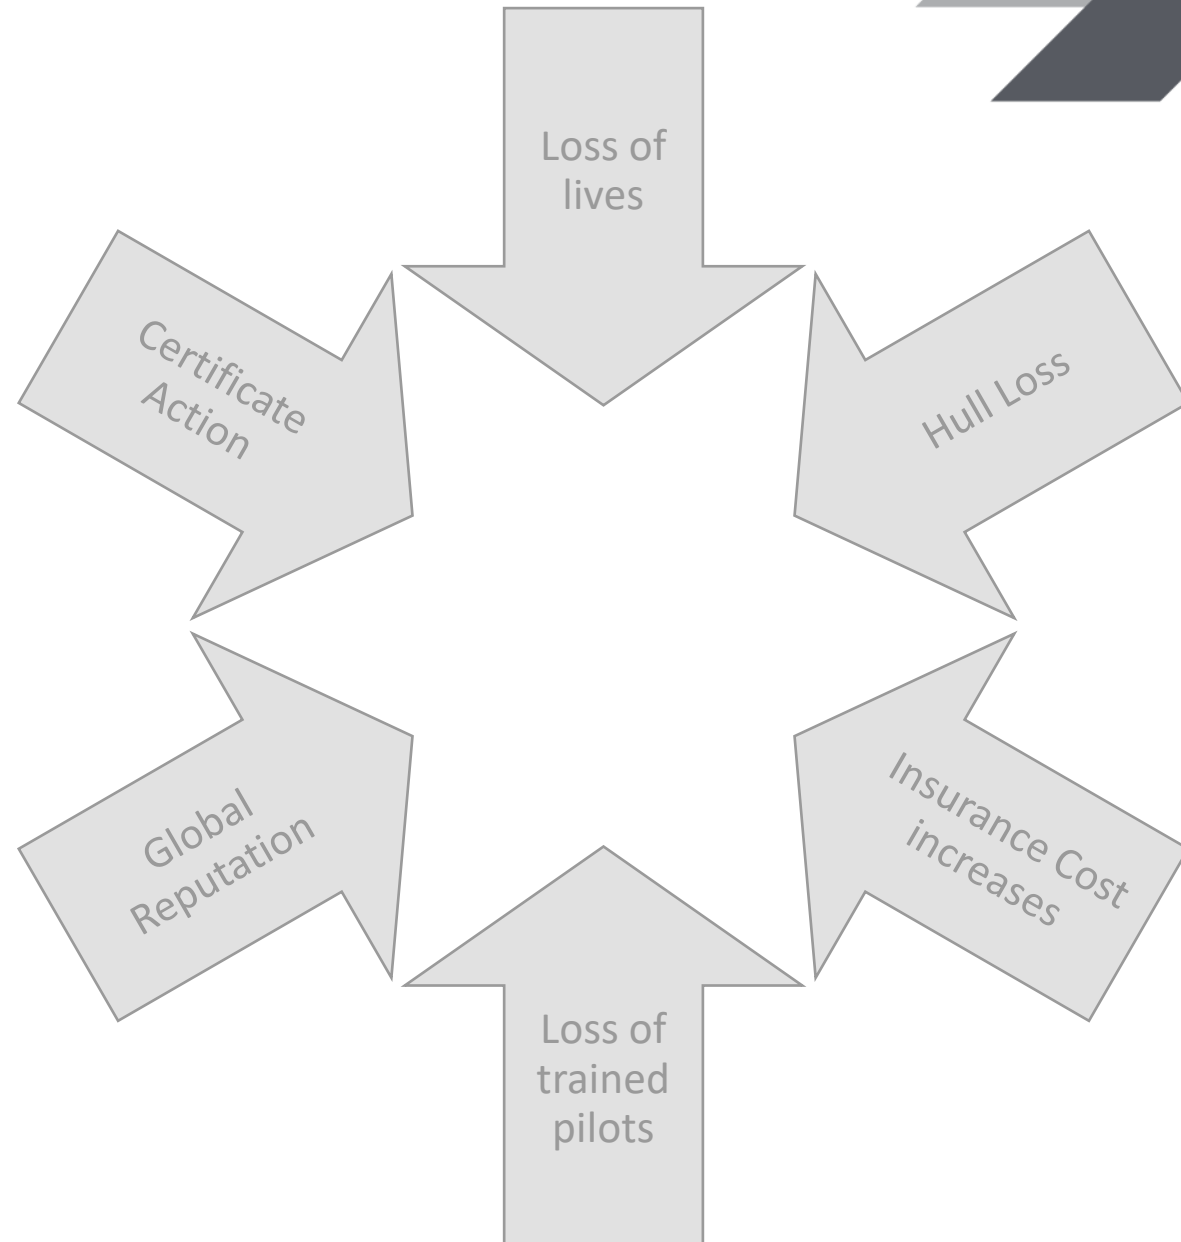 Loss of
lives
Hull Loss
Insurance Cost
increases
Loss of
trained
pilots
Global
Reputation
Certificate
Action